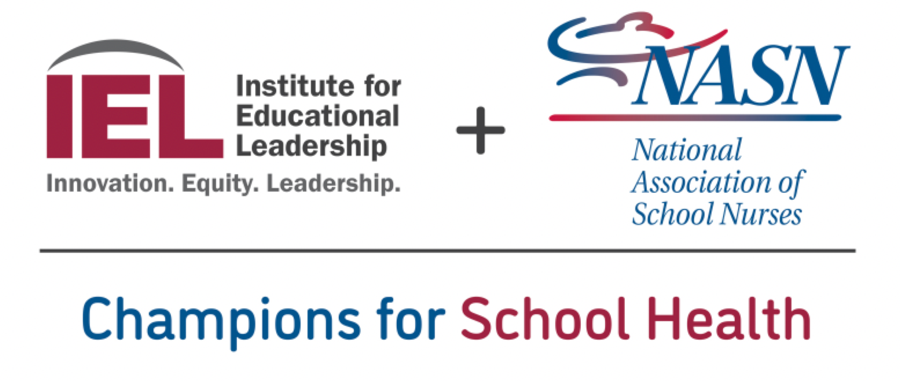 IEL
Institute for
Educational
Leadership
Innovation. Equity. Leadership.
+
NASN
National
Association of
School Nurses
Champions for School Health